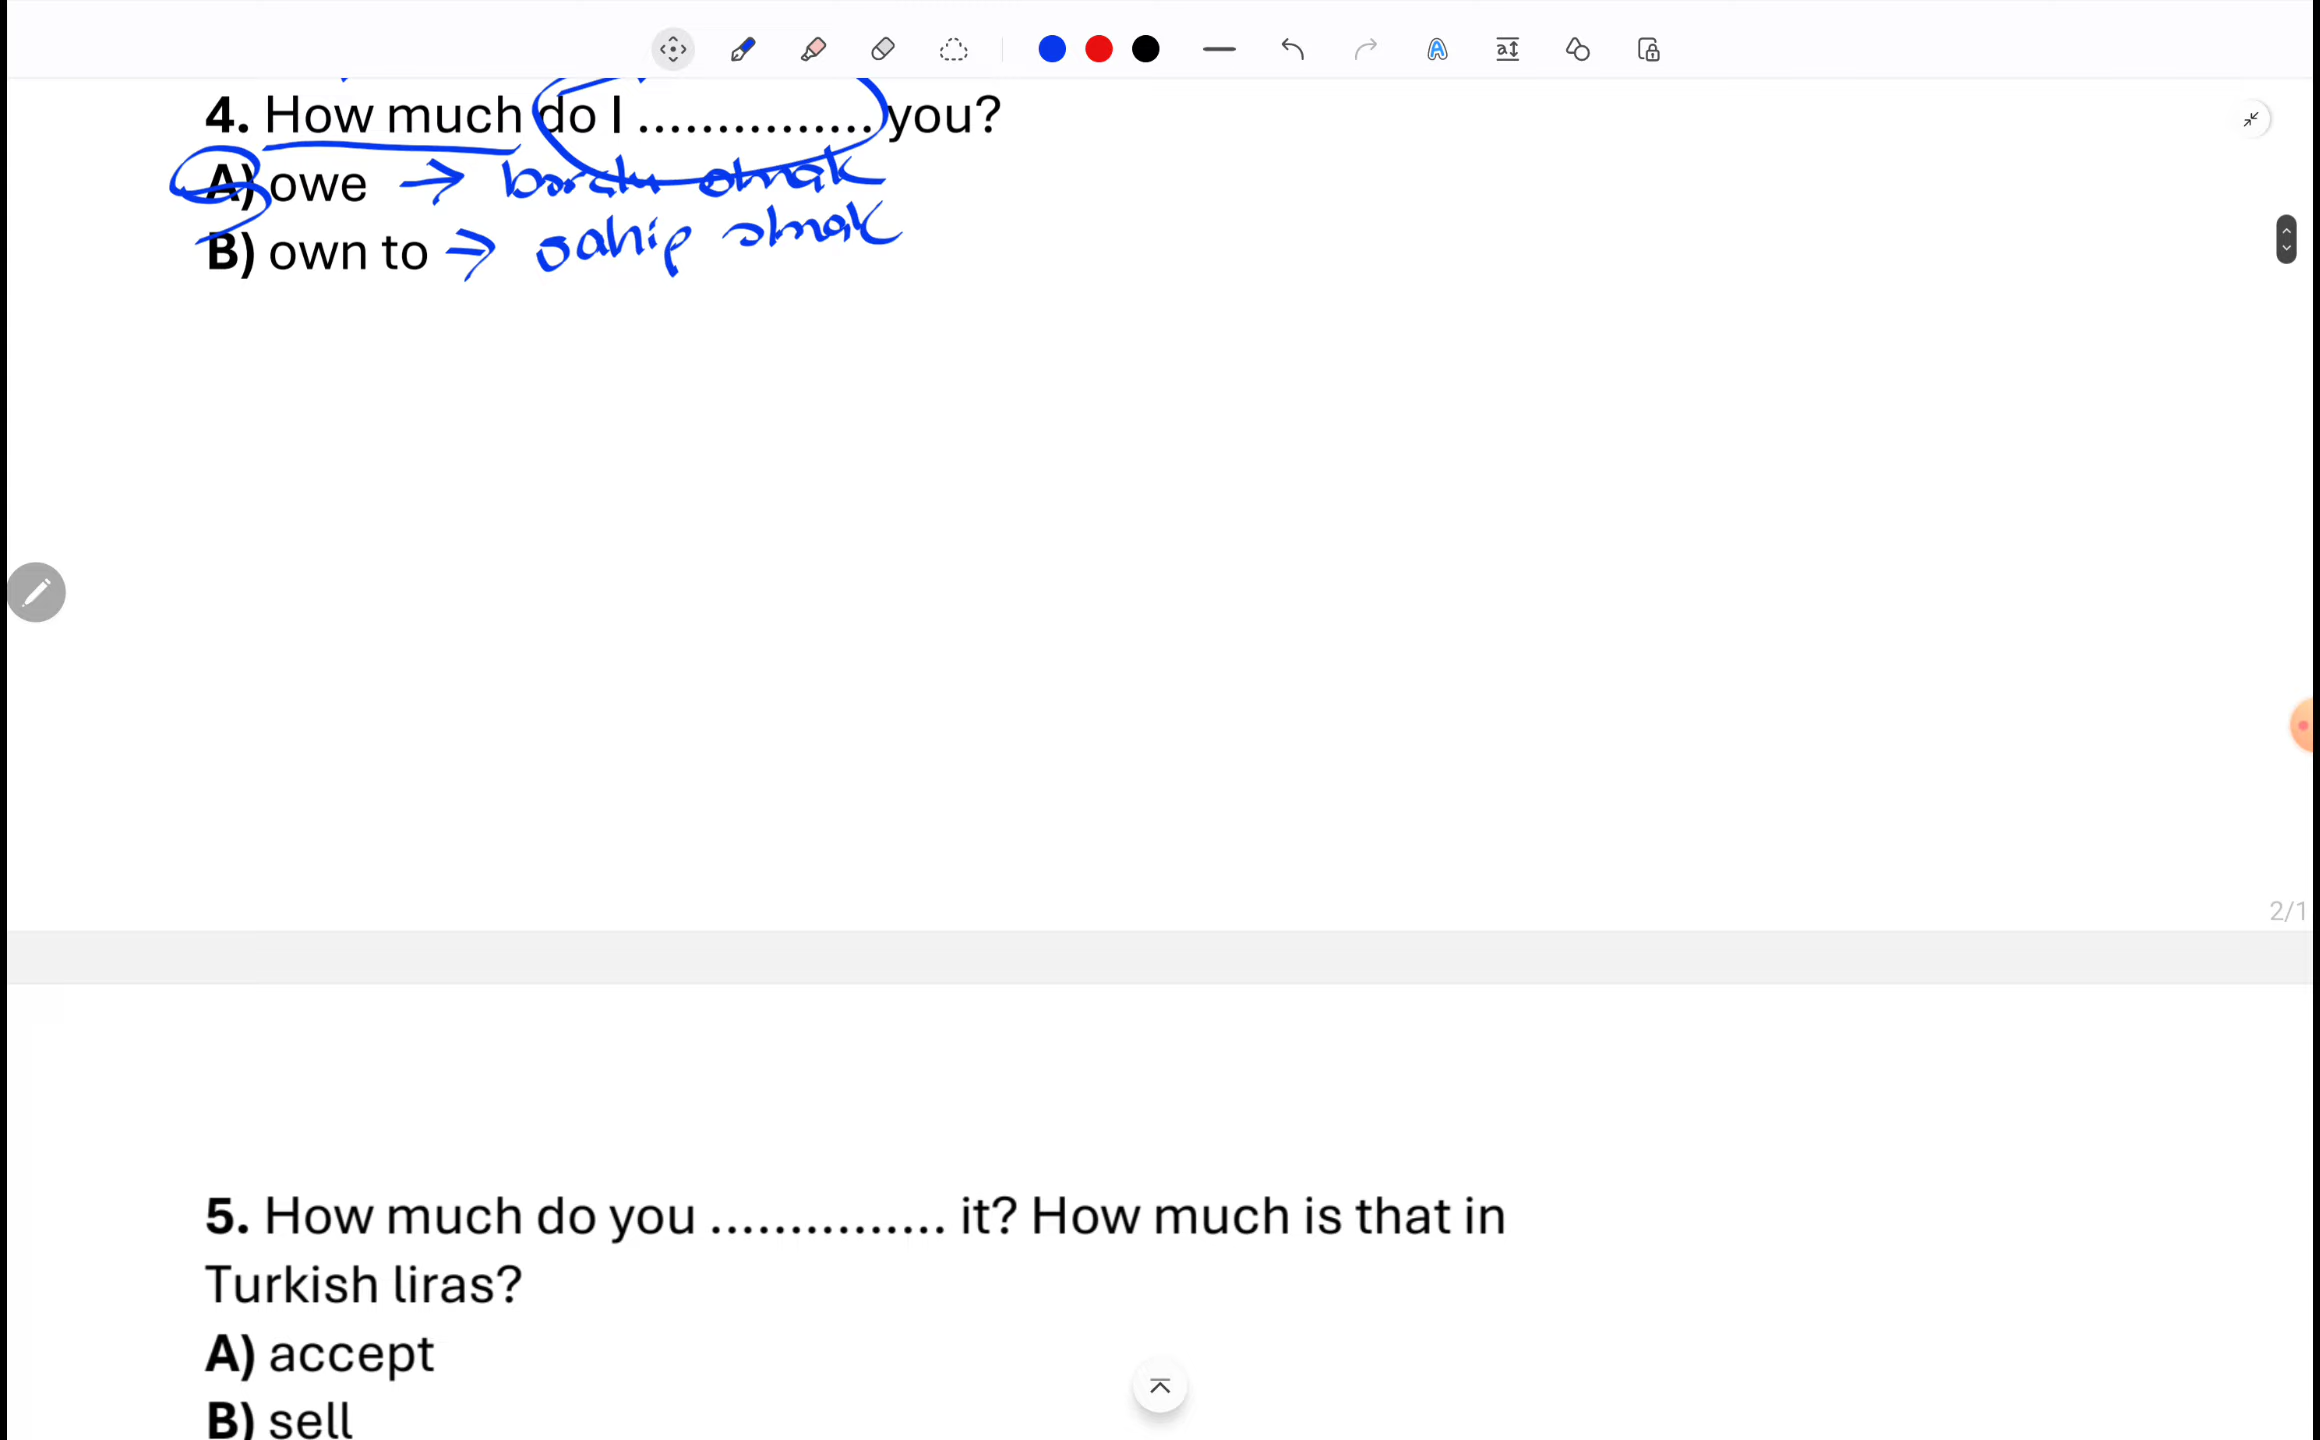 4. How much do I ............... you?
A) owe → borçlu olmak
B) own to → sahip olmak
2/1
5. How much do you ............... it? How much is that in
Turkish liras?
A) accept
B) sell